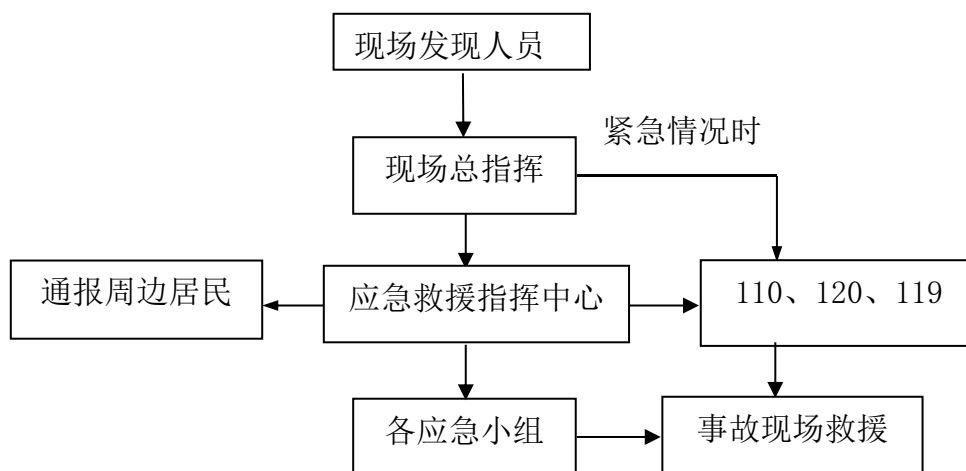 现场发现人员
紧急情况时
现场总指挥
通报周边居民
应急救援指挥中心
110、120、119
各应急小组
事故现场救援